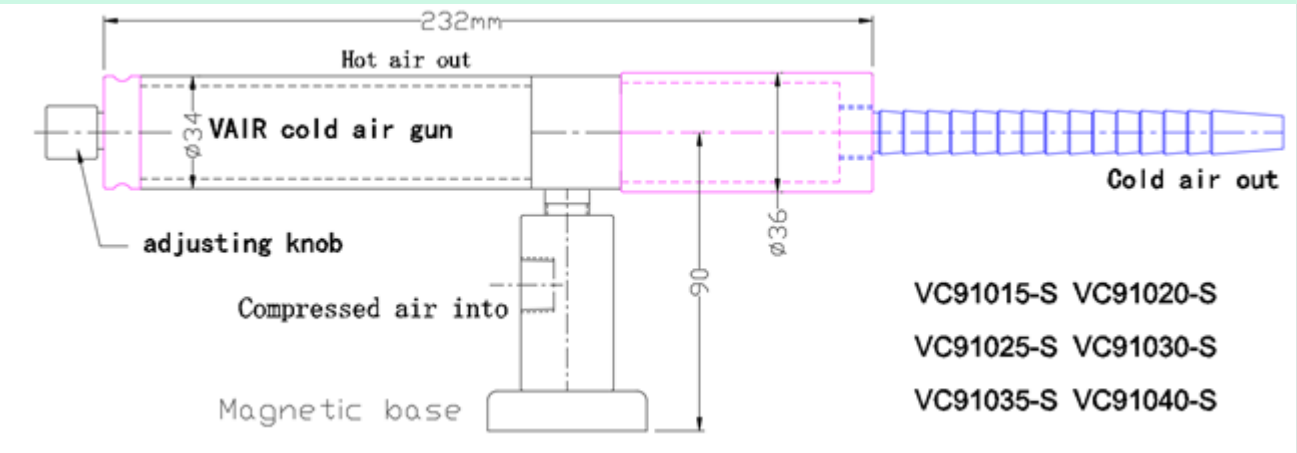 232mm
Hot air out
ø34
VAIR cold air gun
Cold air out
ø36
adjusting knob
90
Compressed air into
VC91015-S VC91020-S
VC91025-S VC91030-S
VC91035-S VC91040-S
Magnetic base